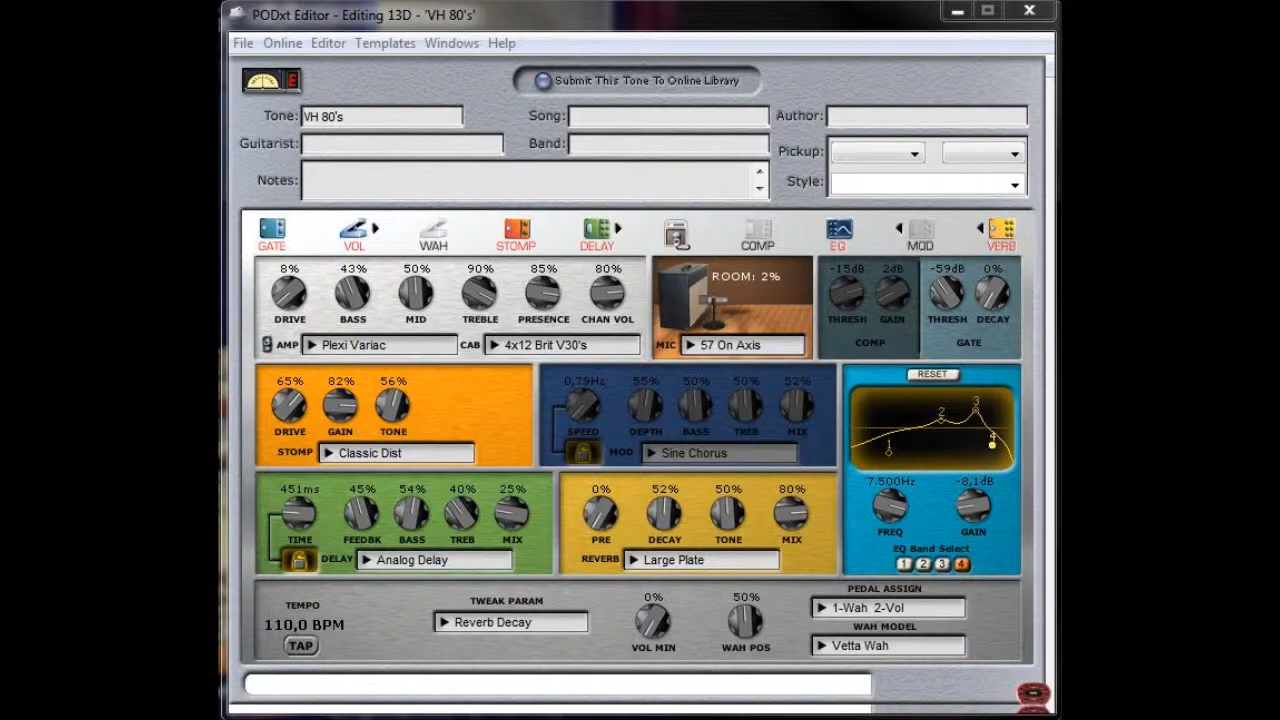 PODxt Editor - Editing 13D - 'VH 80's'
File Online Editor Templates Windows Help
E Submit This Tone To Online Library
Tone: VH 80's Song: Author:
Guitarist: Band: Pickup:
Notes: Style:
GATE VOL WAH STOMP DELAY COMP EQ MOD VERB
8% 43% 50% 90% 85% 80% ROOM: 2% -15dB 2dB -59dB 0%
DRIVE BASS MID TREBLE PRESENCE CHAN VOL THRESH GAIN THRESH DECAY
AMP Plexi Variac CAB 4x12 Brit V30's MIC 57 On Axis COMP GATE
65% 82% 56% 0,79Hz 55% 50% 50% 52% RESET
DRIVE GAIN TONE SPEED DEPTH BASS TREB MIX 1 2 3 4
STOMP Classic Dist MOD Sine Chorus
451ms 45% 54% 40% 25% 0% 52% 50% 80% 7.500Hz -8,1dB
TIME FEEDBK BASS TREB MIX PRE DECAY TONE MIX FREQ GAIN
DELAY Analog Delay REVERB Large Plate EQ Band Select
1 2 3 4
TEMPO TWEAK PARAM 0% 50% PEDAL ASSIGN
110,0 BPM Reverb Decay 1-Wah 2-Vol
TAP VOL MIN WAH POS WAH MODEL
Vetta Wah